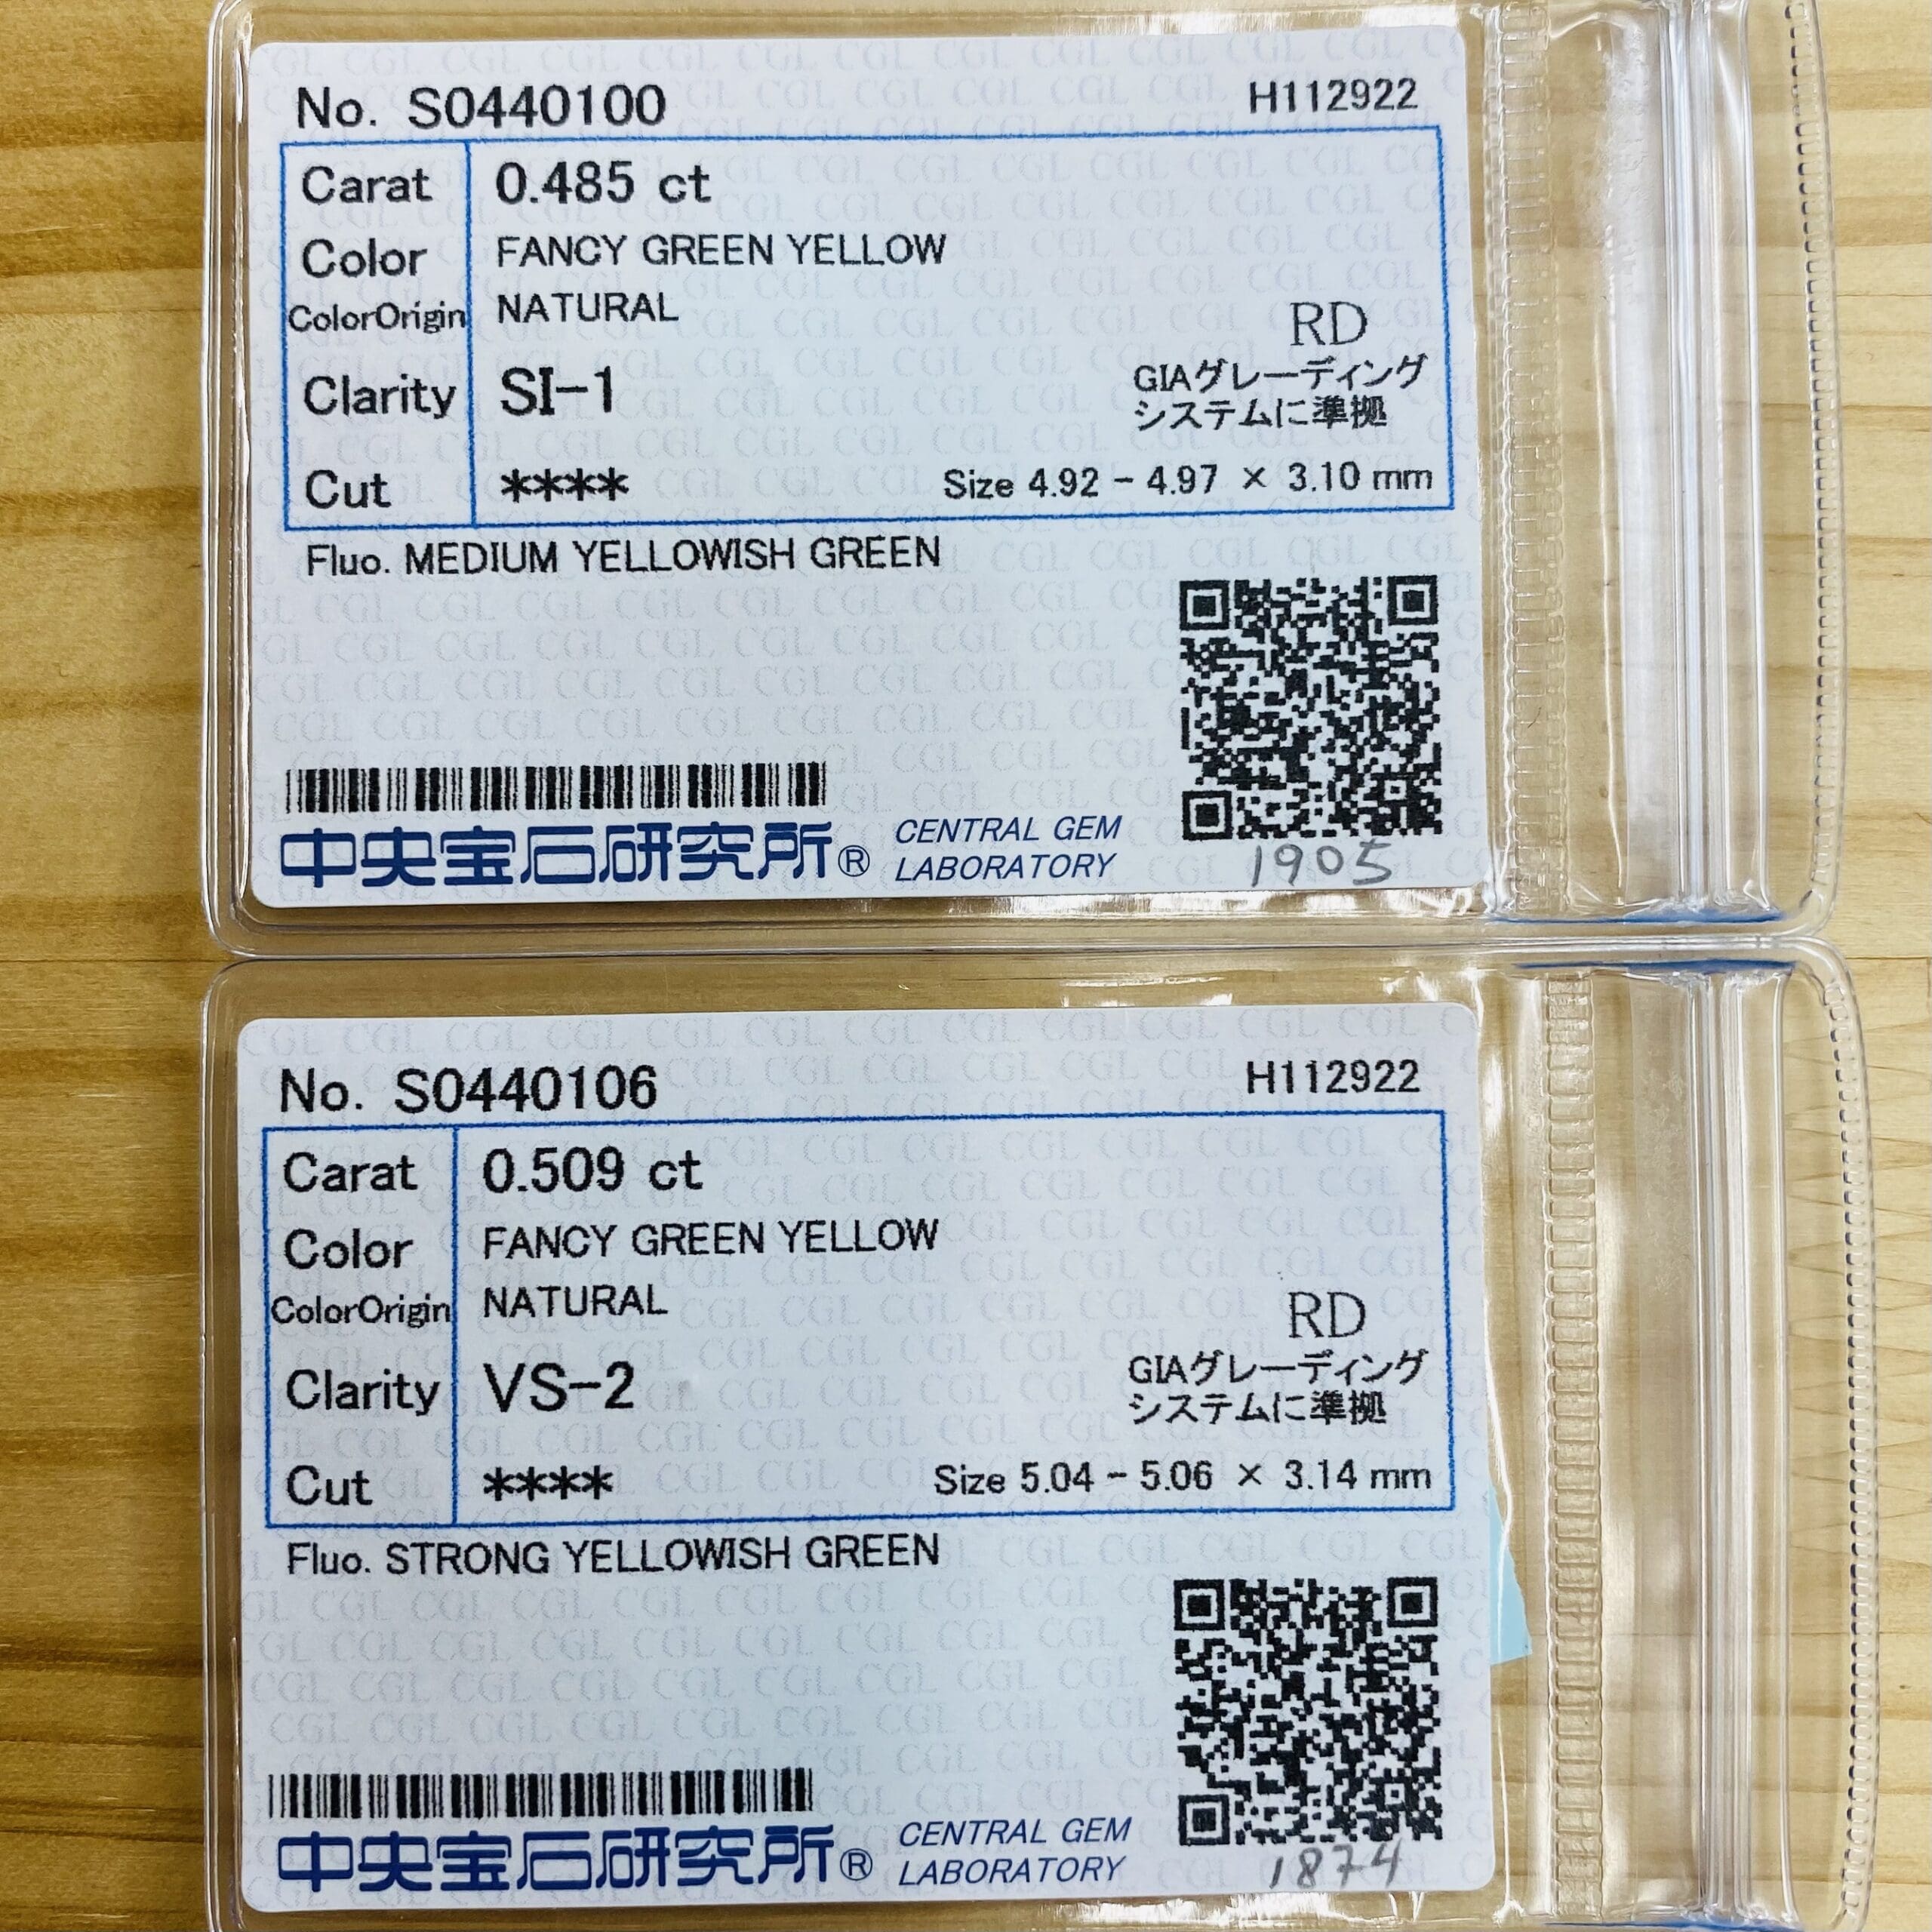 No. S0440100 H112922
Carat 0.485 ct
Color FANCY GREEN YELLOW
ColorOrigin NATURAL
RD
GIAグレーディング
システムに準拠
Clarity SI-1
Cut **** Size 4.92 - 4.97 × 3.10 mm
Fluo. MEDIUM YELLOWISH GREEN
中央宝石研究所® CENTRAL GEM
LABORATORY
1905
No. S0440106 H112922
Carat 0.509 ct
Color FANCY GREEN YELLOW
ColorOrigin NATURAL
RD
GIAグレーディング
システムに準拠
Clarity VS-2
Cut **** Size 5.04 - 5.06 × 3.14 mm
Fluo. STRONG YELLOWISH GREEN
中央宝石研究所® CENTRAL GEM
LABORATORY
1874